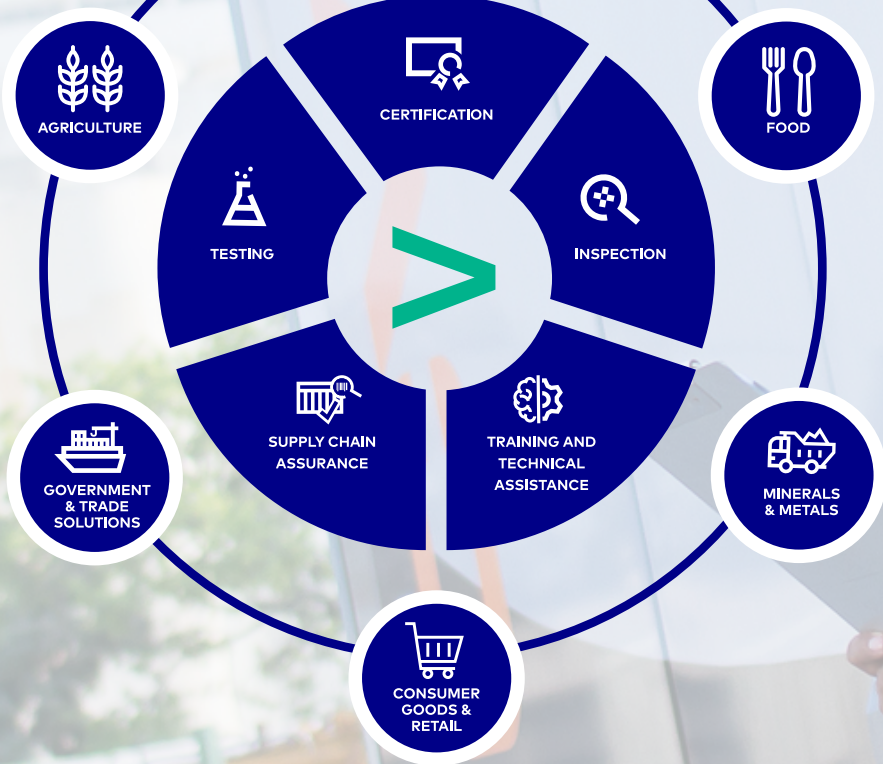 CERTIFICATION
AGRICULTURE
FOOD
TESTING
INSPECTION
>
SUPPLY CHAIN
ASSURANCE
TRAINING AND
TECHNICAL
ASSISTANCE
GOVERNMENT
& TRADE
SOLUTIONS
MINERALS
& METALS
CONSUMER
GOODS &
RETAIL